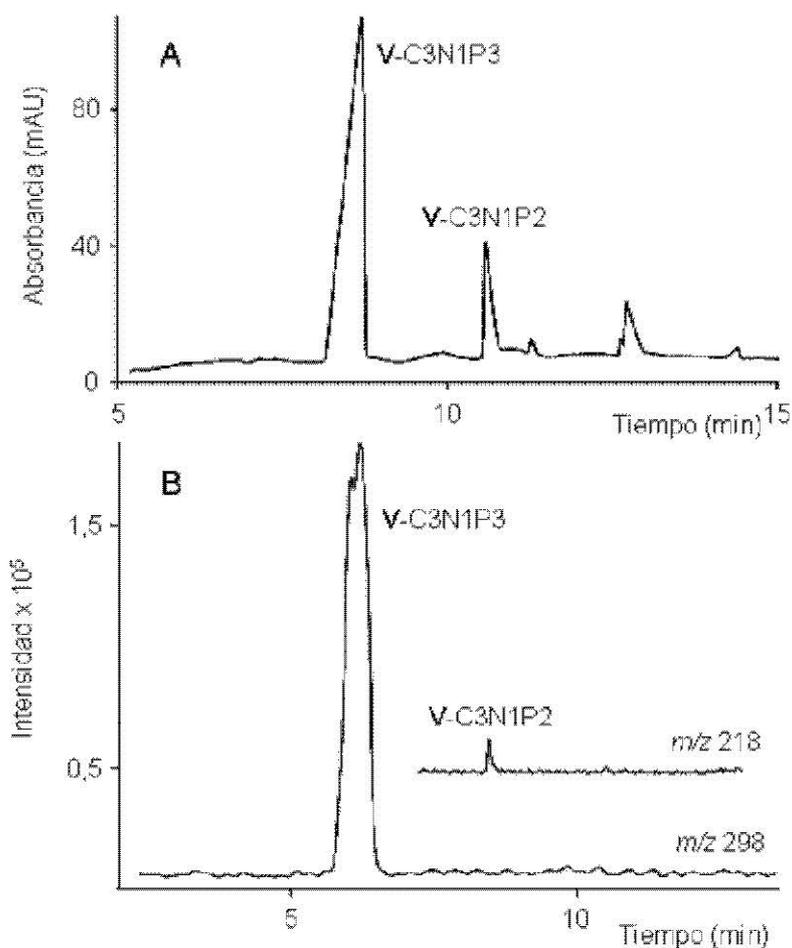 A
V-C3N1P3
80
Absorbancia (mAU)
V-C3N1P2
40
0
5
10
15
Tiempo (min)
B
V-C3N1P3
1,5
Intensidad x 10⁵
V-C3N1P2
m/z 218
0,5
m/z 298
5
10
Tiempo (min)